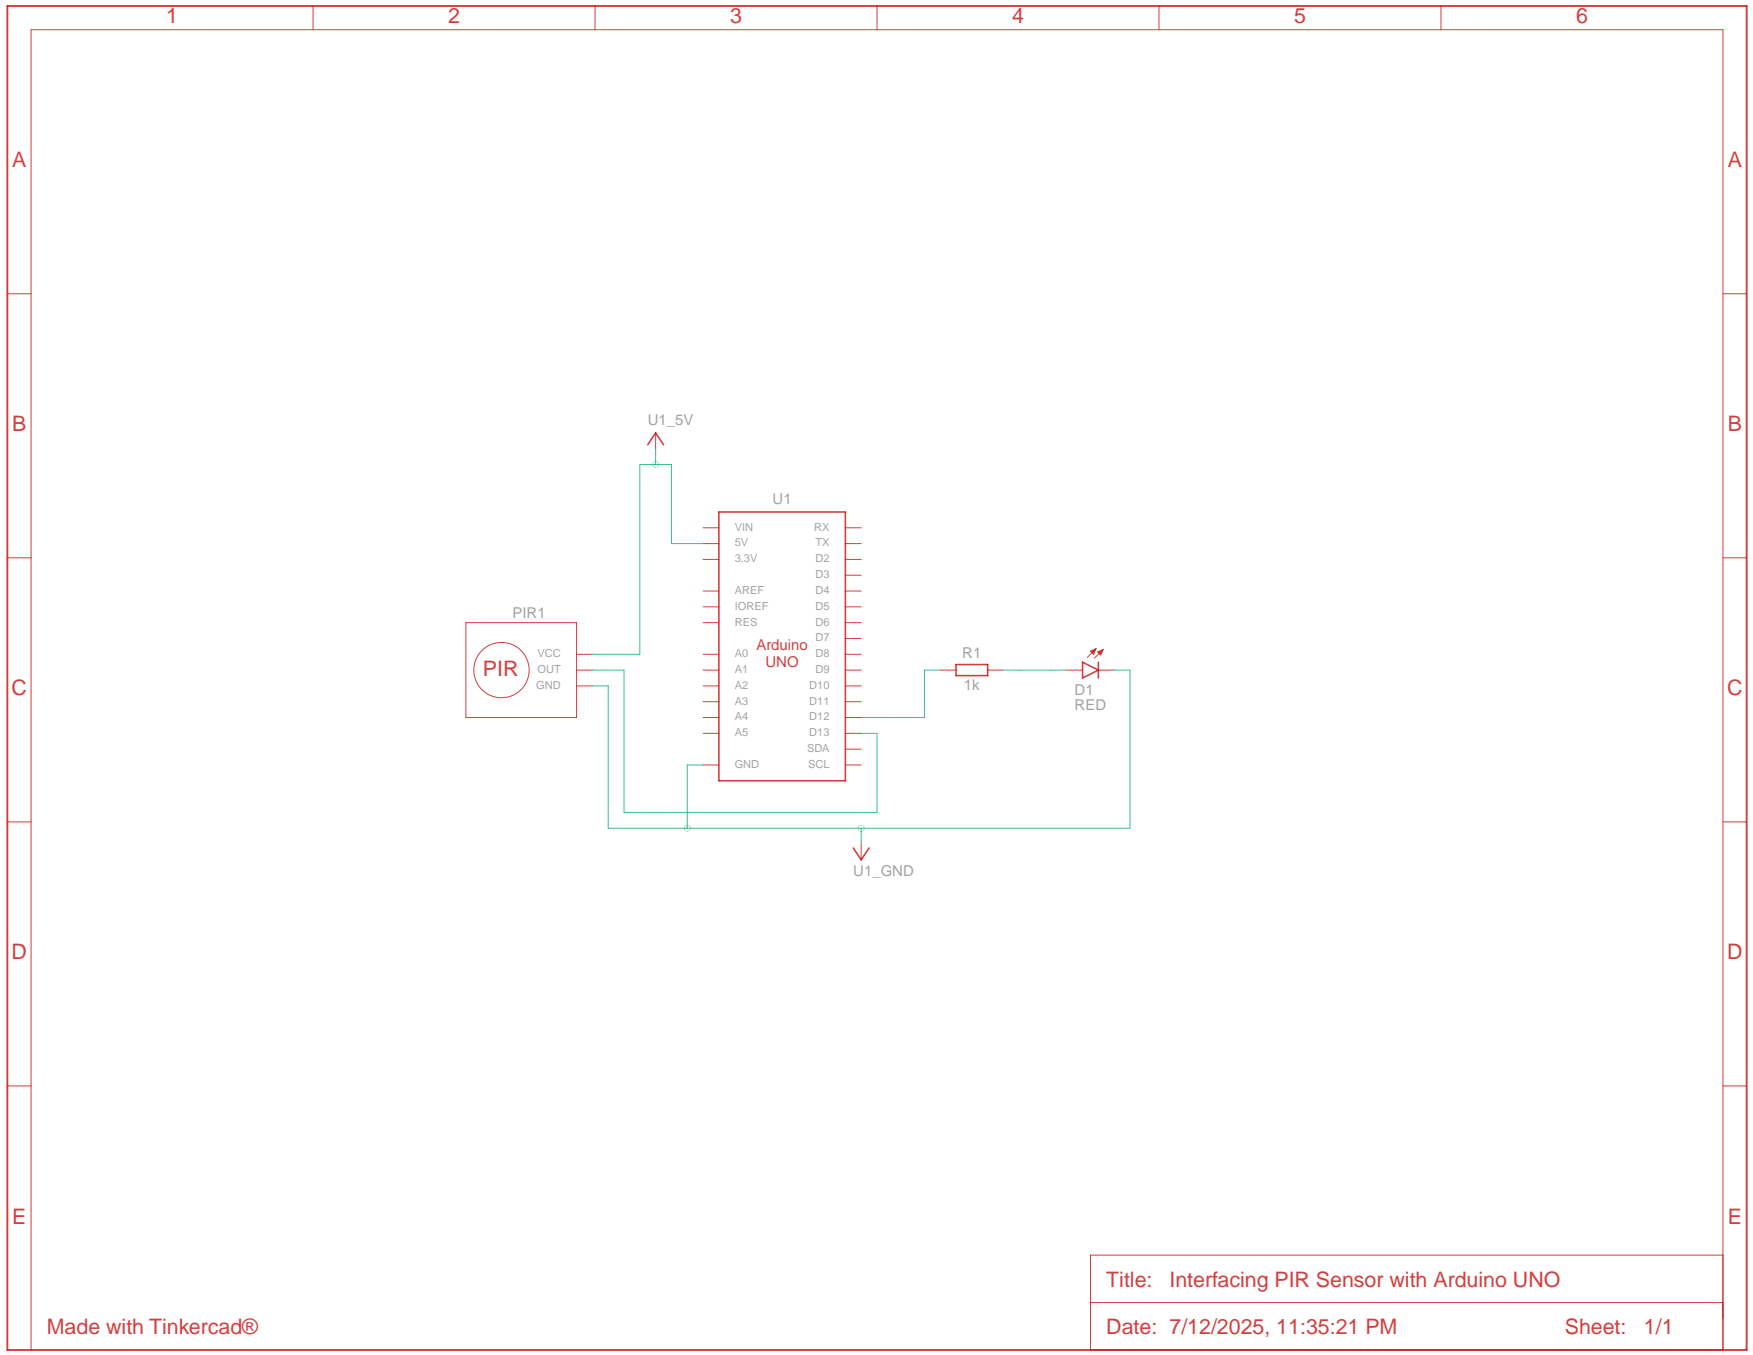 1 2 3 4 5 6
A A
B B
U1_5V
U1
VIN RX
5V TX
3.3V D2
D3
AREF D4
IOREF D5
PIR1
RES D6
D7
Arduino
UNO
VCC A0 D8
R1
PIR
OUT A1 D9
GND A2 D10
1k
C C
D1
RED
A3 D11
A4 D12
A5 D13
SDA
GND SCL
U1_GND
D D
E E
Title: Interfacing PIR Sensor with Arduino UNO
Made with Tinkercad®
Date: 7/12/2025, 11:35:21 PM Sheet: 1/1